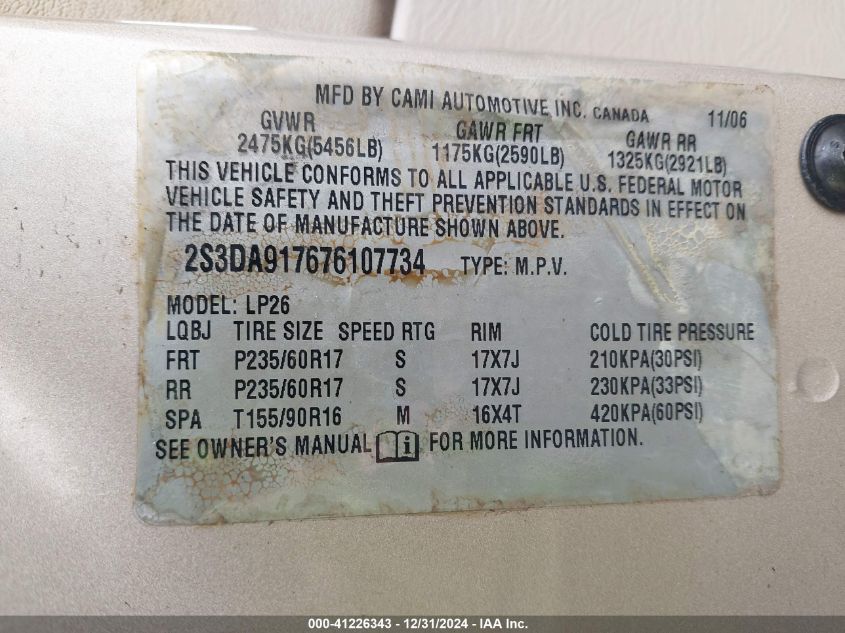 MFD BY CAMI AUTOMOTIVE INC. CANADA 11/06
GVWR GAWR FRT GAWR RR
2475KG(5456LB) 1175KG(2590LB) 1325KG(2921LB)
THIS VEHICLE CONFORMS TO ALL APPLICABLE U.S. FEDERAL MOTOR
VEHICLE SAFETY AND THEFT PREVENTION STANDARDS IN EFFECT ON
THE DATE OF MANUFACTURE SHOWN ABOVE.
2S3DA917676107734 TYPE: M.P.V.
MODEL: LP26
LQBJ TIRE SIZE SPEED RTG RIM COLD TIRE PRESSURE
FRT P235/60R17 S 17X7J 210KPA(30PSI)
RR P235/60R17 S 17X7J 230KPA(33PSI)
SPA T155/90R16 M 16X4T 420KPA(60PSI)
SEE OWNER'S MANUAL i FOR MORE INFORMATION.
000-41226343 - 12/31/2024 - IAA Inc.